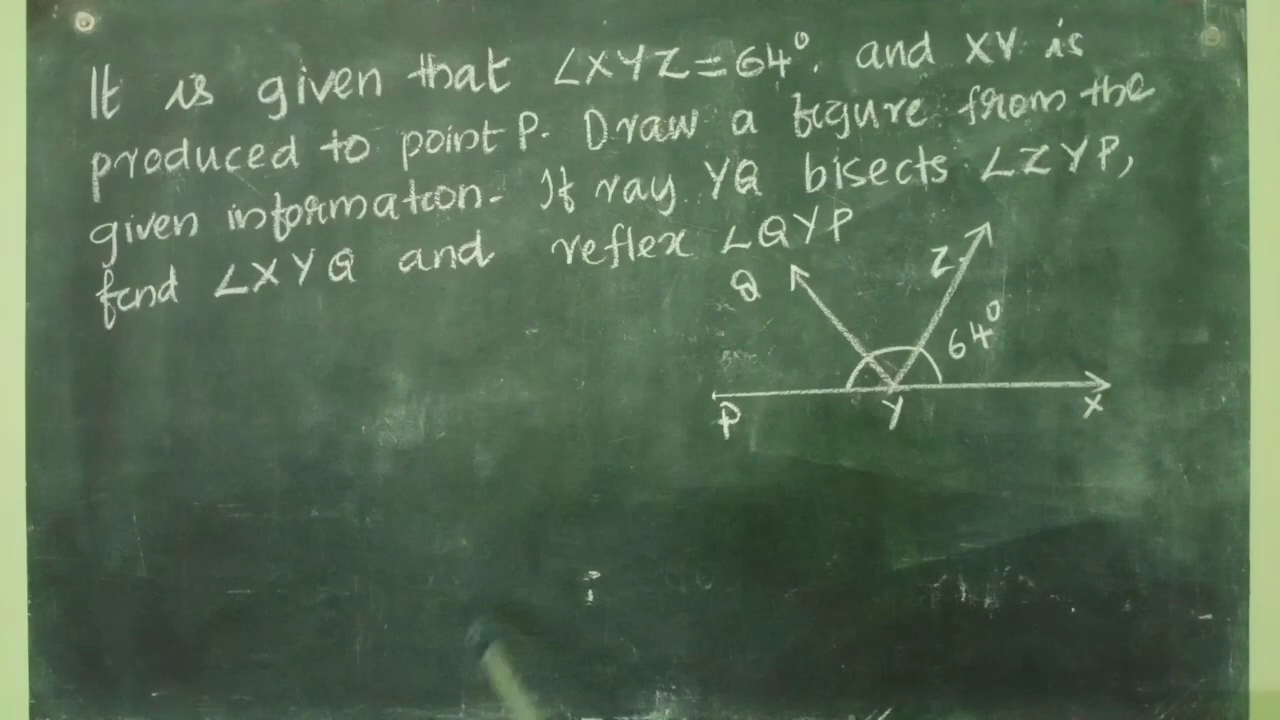 It is given that ∠XYZ=64°. and XY is
produced to point P. Draw a figure from the
given information. If ray YQ bisects ∠ZYP,
find ∠XYQ and reflex ∠QYP
Q
Z
64°
P
Y
X